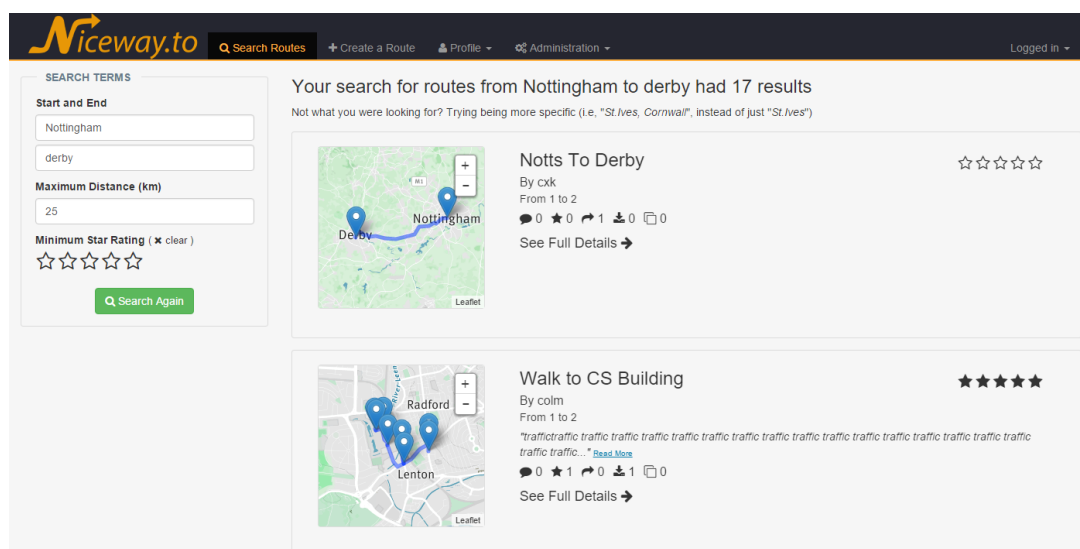 Niceway.to
Search Routes
Create a Route
Profile
Administration
Logged in
SEARCH TERMS
Start and End
Nottingham
derby
Maximum Distance (km)
25
Minimum Star Rating ( ✖ clear )
Search Again
Your search for routes from Nottingham to derby had 17 results
Not what you were looking for? Trying being more specific (i.e, "St.Ives, Cornwall", instead of just "St.Ives")
+
−
M1
Nottingham
Derby
Leaflet
Notts To Derby
By cxk
From 1 to 2
0 0 1 0 0
See Full Details
+
−
River Leen
Radford
Lenton
Leaflet
Walk to CS Building
By colm
From 1 to 2
"traffictraffic traffic traffic traffic traffic traffic traffic traffic traffic traffic traffic traffic traffic traffic traffic traffic
traffic traffic..." Read More
0 1 0 1 0
See Full Details